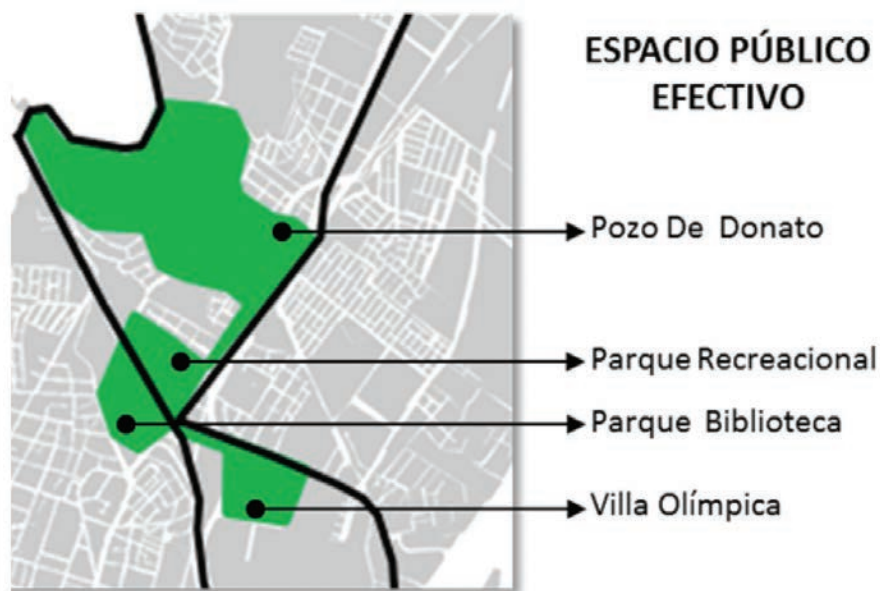 ESPACIO PÚBLICO
EFECTIVO
Pozo De Donato
Parque Recreacional
Parque Biblioteca
Villa Olímpica